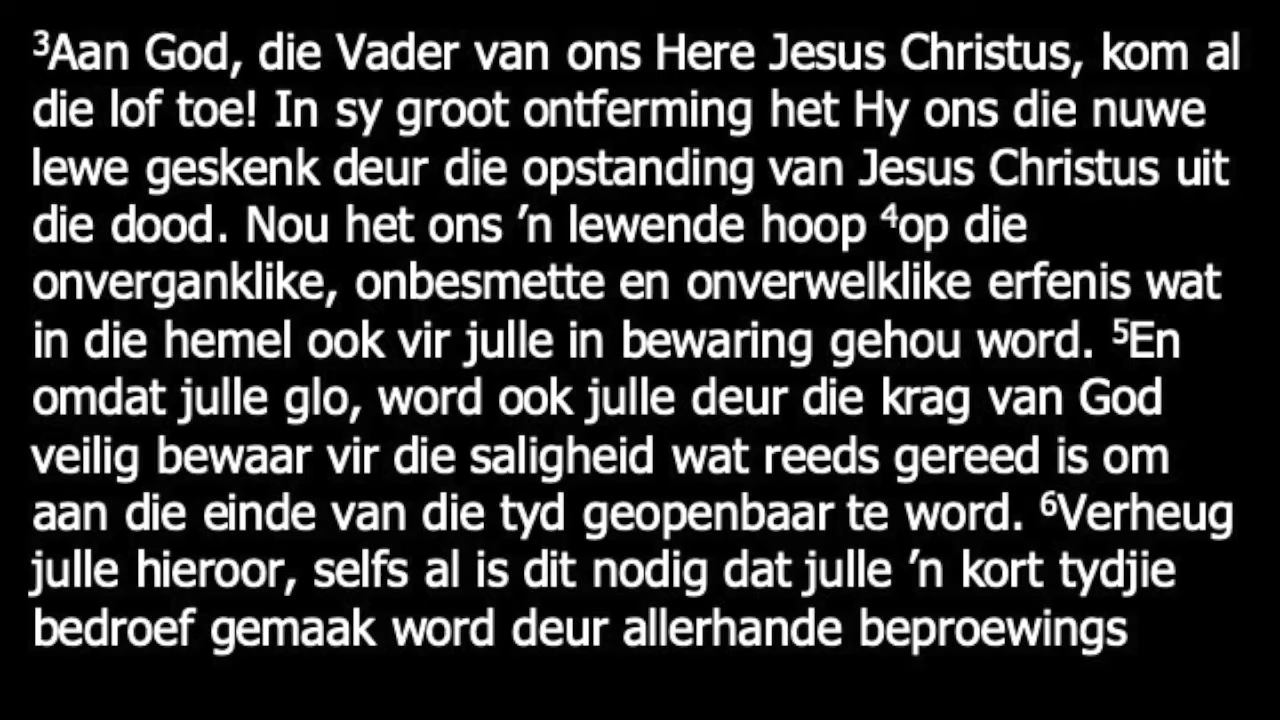 ³Aan God, die Vader van ons Here Jesus Christus, kom al
die lof toe! In sy groot ontferming het Hy ons die nuwe
lewe geskenk deur die opstanding van Jesus Christus uit
die dood. Nou het ons ’n lewende hoop ⁴op die
onverganklike, onbesmette en onverwelklike erfenis wat
in die hemel ook vir julle in bewaring gehou word. ⁵En
omdat julle glo, word ook julle deur die krag van God
veilig bewaar vir die saligheid wat reeds gereed is om
aan die einde van die tyd geopenbaar te word. ⁶Verheug
julle hieroor, selfs al is dit nodig dat julle ’n kort tydjie
bedroef gemaak word deur allerhande beproewings